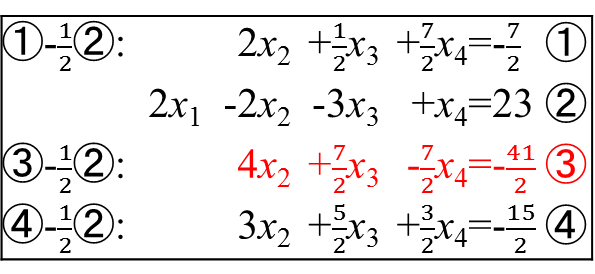 ①-½②: 2x₂ +½x₃ +7/2x₄=-7/2 ①
2x₁ -2x₂ -3x₃ +x₄=23 ②
③-½②: 4x₂ +7/2x₃ -7/2x₄=-41/2 ③
④-½②: 3x₂ +5/2x₃ +3/2x₄=-15/2 ④